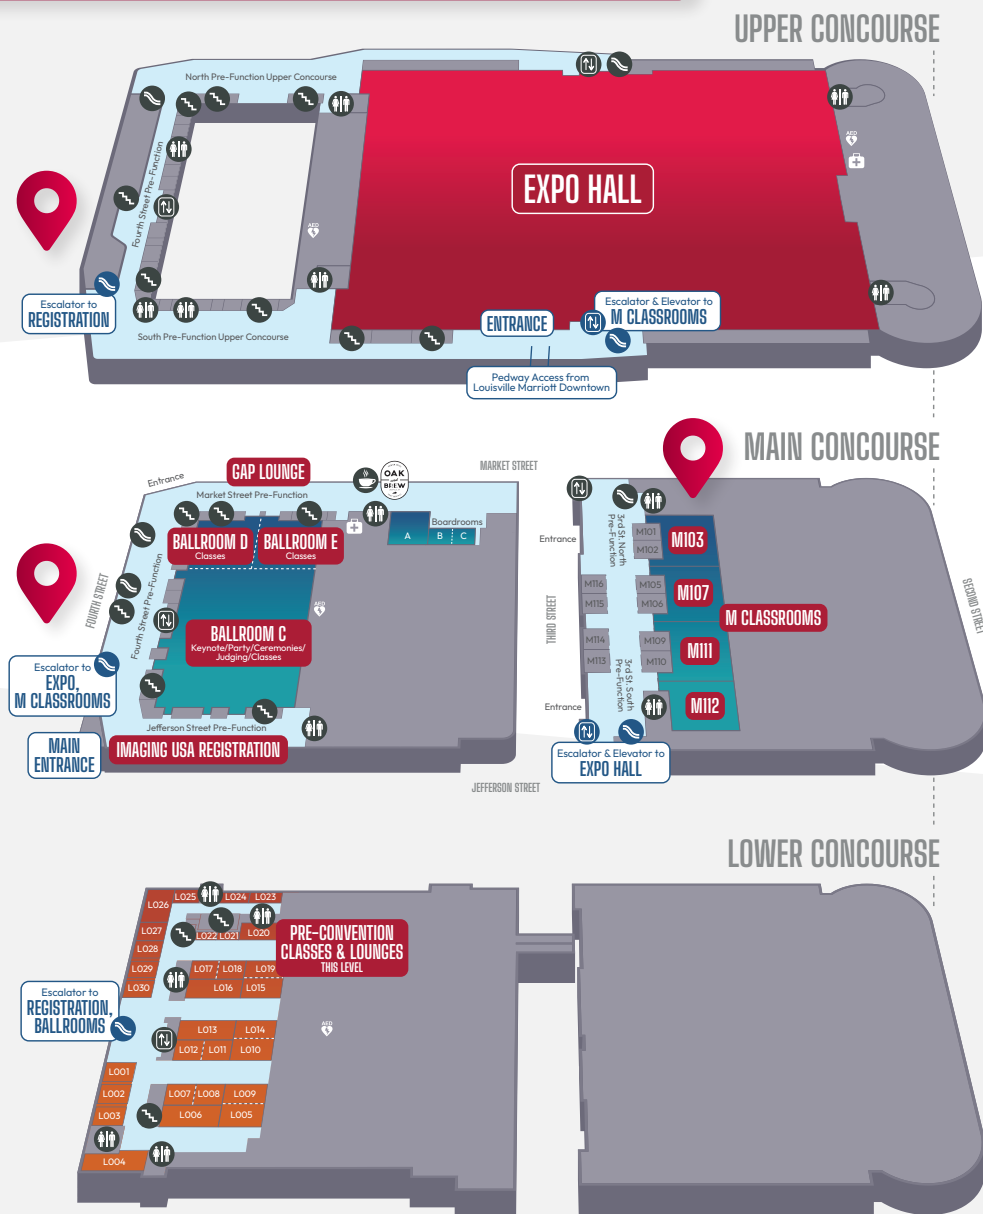 UPPER CONCOURSE
North Pre-Function Upper Concourse
Fourth Street Pre-Function
AED
AED
EXPO HALL
Escalator to
REGISTRATION
South Pre-Function Upper Concourse
ENTRANCE
Escalator & Elevator to
M CLASSROOMS
Pedway Access from
Louisville Marriott Downtown
MAIN CONCOURSE
MARKET STREET
GAP LOUNGE
Entrance
Market Street Pre-Function
OAK
AND
BREW
Boardrooms
A
B
C
BALLROOM D
Classes
BALLROOM E
Classes
FOURTH STREET
Fourth Street Pre-Function
AED
BALLROOM C
Keynote/Party/Ceremonies/
Judging/Classes
Escalator to
EXPO,
M CLASSROOMS
Jefferson Street Pre-Function
MAIN
ENTRANCE
IMAGING USA REGISTRATION
JEFFERSON STREET
Entrance
THIRD STREET
3rd St. North
Pre-Function
M101
M102
M103
M116
M115
M105
M106
M107
M CLASSROOMS
M114
M113
M109
M110
M111
3rd St. South
Pre-Function
Entrance
M112
Escalator & Elevator to
EXPO HALL
SECOND STREET
LOWER CONCOURSE
L026
L025
L024
L023
L027
L022
L021
L020
L028
PRE-CONVENTION
CLASSES & LOUNGES
THIS LEVEL
L029
L017
L018
L019
L030
L016
L015
Escalator to
REGISTRATION,
BALLROOMS
L013
L014
L012
L011
L010
AED
L001
L002
L007
L008
L009
L003
L006
L005
L004